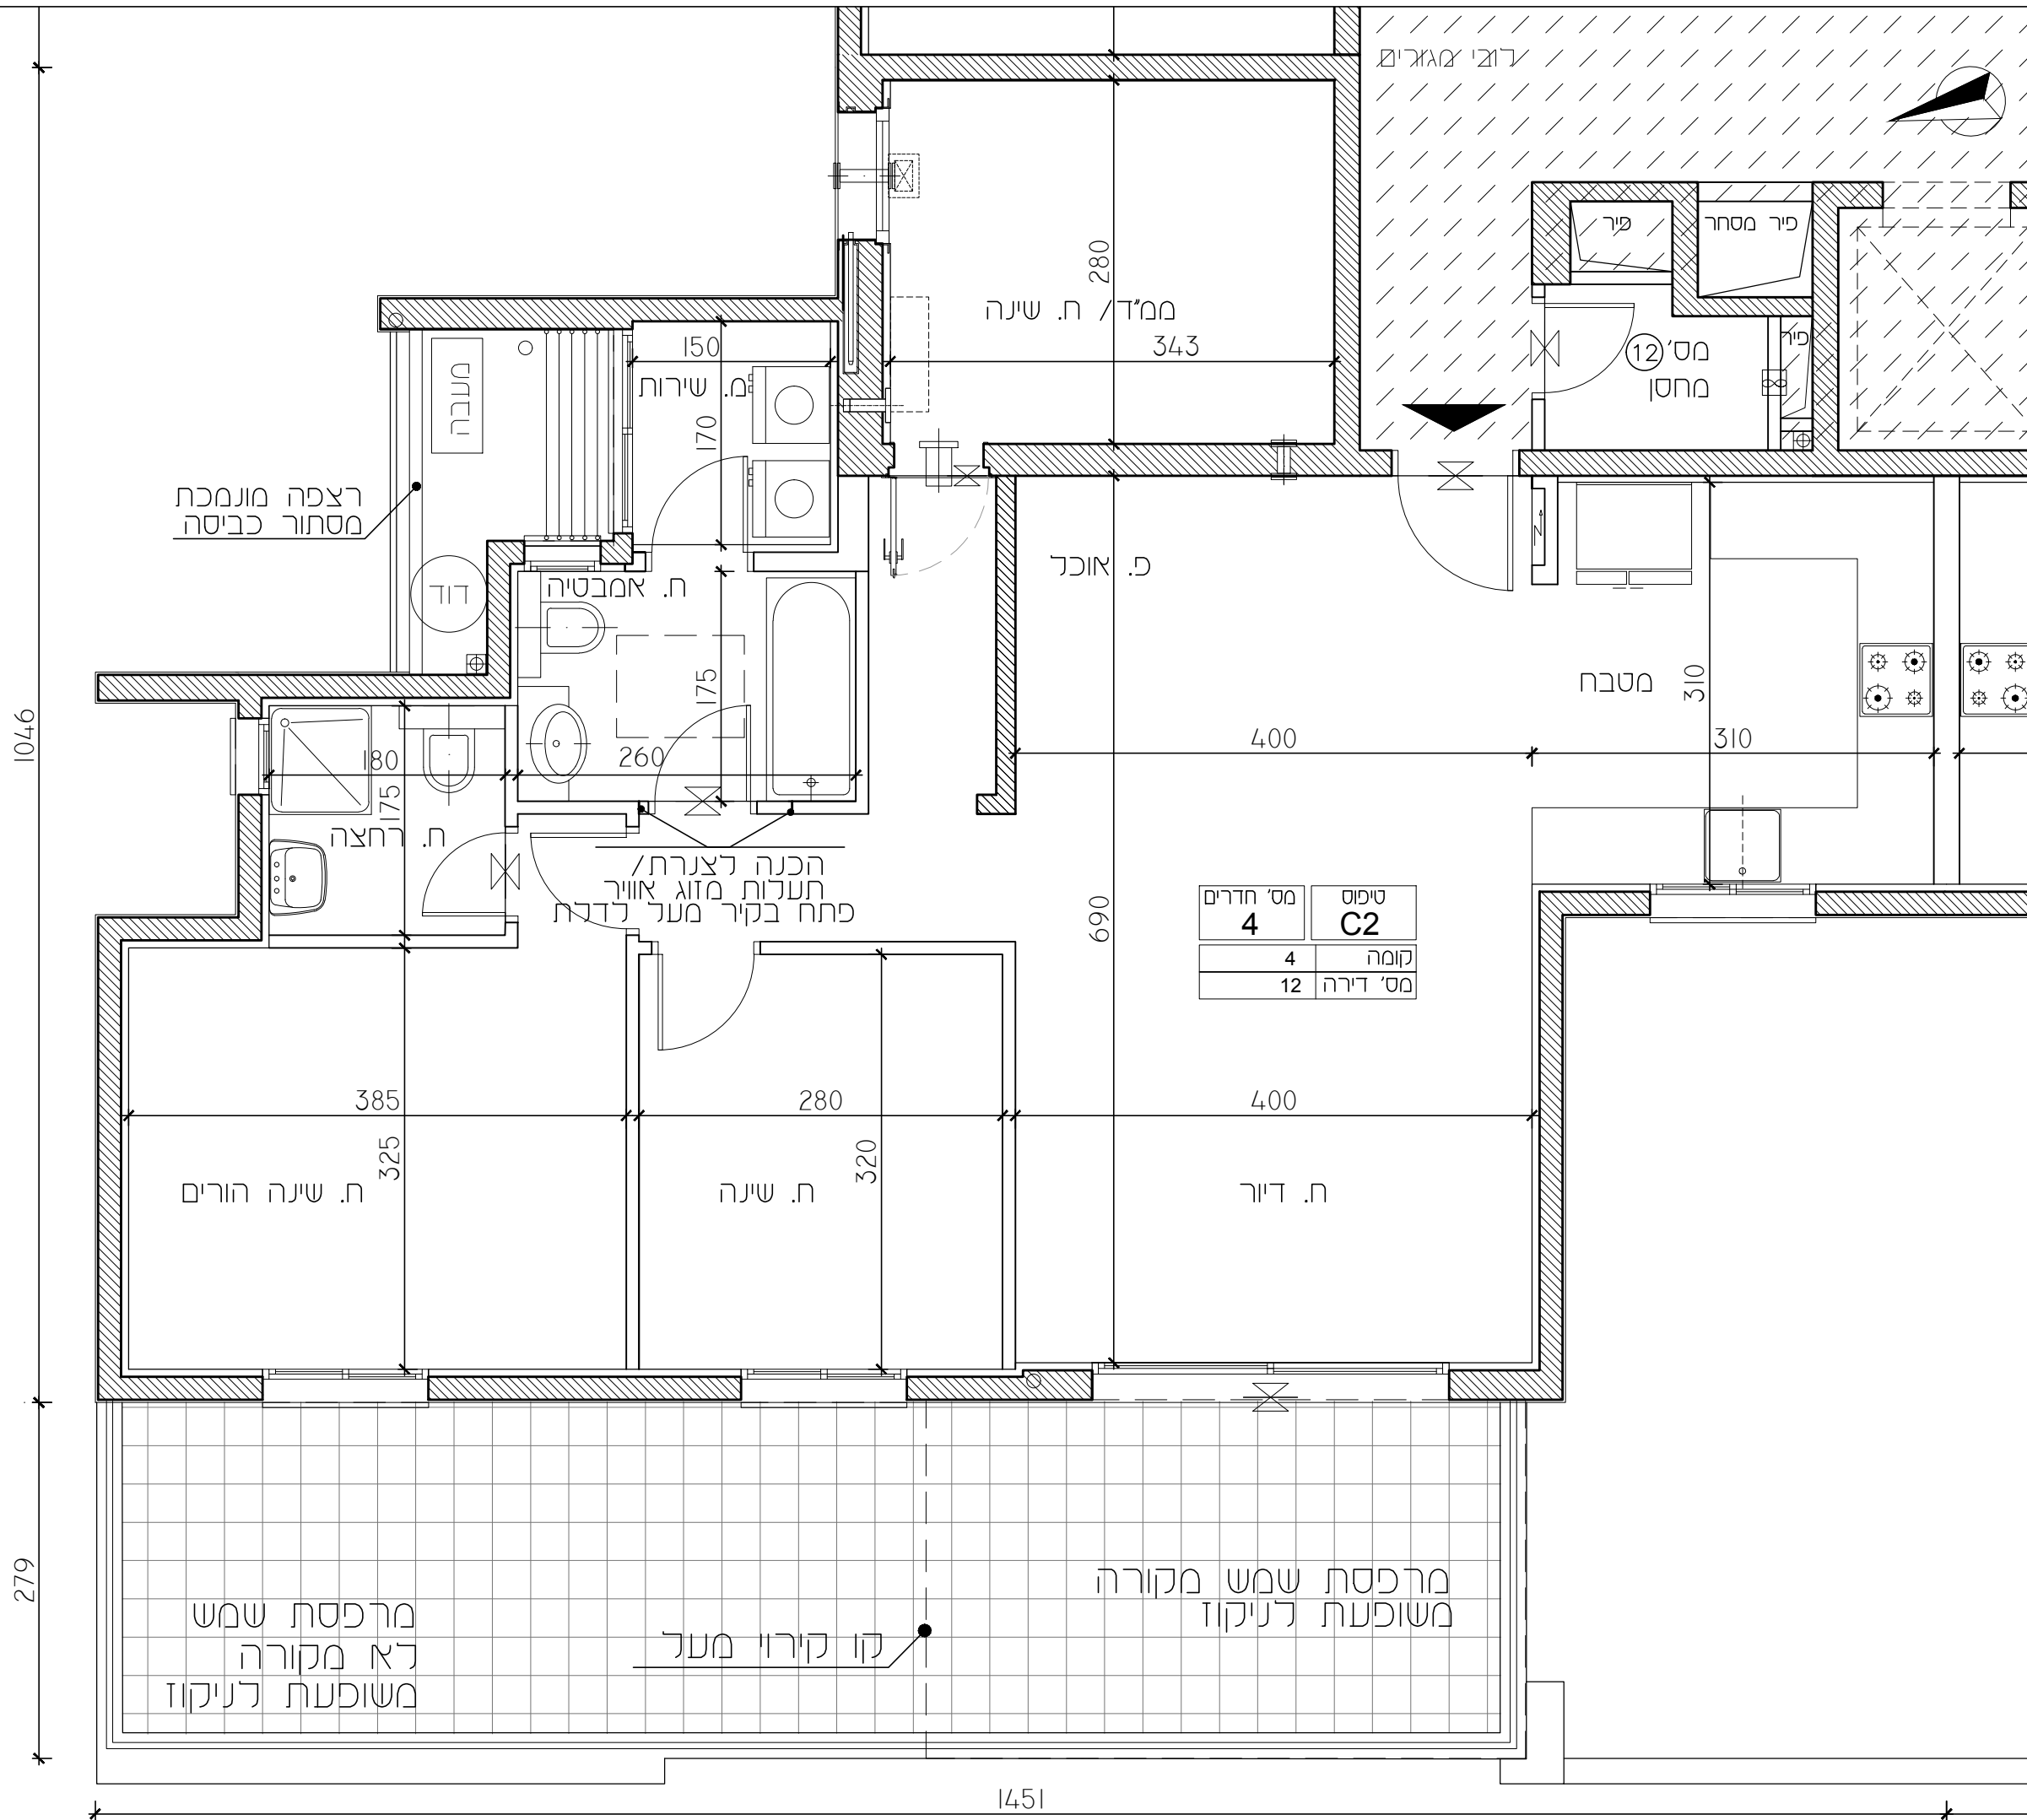 רובי מגורים
פיר
פיר מסחר
פיר
מס' 12
מחסן
280
ממ"ד/ ח. שינה
343
150
מ. שירות
170
מעבה
רצפה מונמכת
מסתור כביסה
דוד
ח. אמבטיה
175
260
פ. אוכל
מטבח
310
400
310
1046
180
175
ח. רחצה
הכנה לצנרת/
תעלות מזוג אוויר
פתח בקיר מעל לדלת
690
טיפוס
C2
מס' חדרים
4
קומה 4
מס' דירה 12
385
280
400
325
320
ח. שינה הורים
ח. שינה
ח. דיור
279
מרפסת שמש מקורה
משופעת לניקוז
קו קירוי מעל
מרפסת שמש
לא מקורה
משופעת לניקוז
1451
N